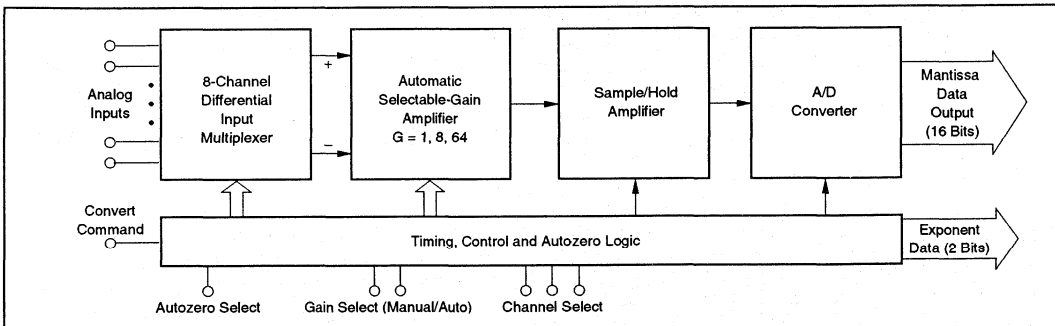 Analog
Inputs
8-Channel
Differential
Input
Multiplexer
+
−
Automatic
Selectable-Gain
Amplifier
G = 1, 8, 64
Sample/Hold
Amplifier
A/D
Converter
Mantissa
Data
Output
(16 Bits)
Convert
Command
Timing, Control and Autozero Logic
Exponent
Data (2 Bits)
Autozero Select
Gain Select (Manual/Auto)
Channel Select